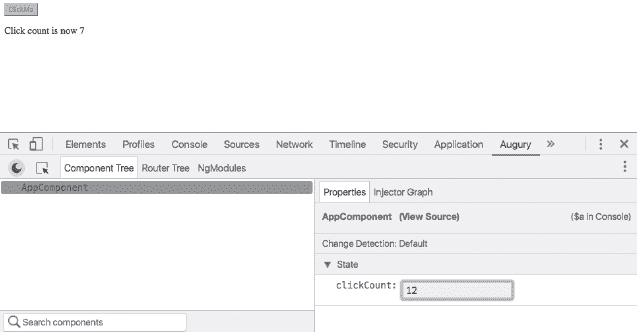 ClickMe
Click count is now 7
Elements Profiles Console Sources Network Timeline Security Application Augury »
Component Tree Router Tree NgModules
AppComponent
Properties Injector Graph
AppComponent (View Source) ($a in Console)
Change Detection: Default
▼ State
clickCount: 12
Search components